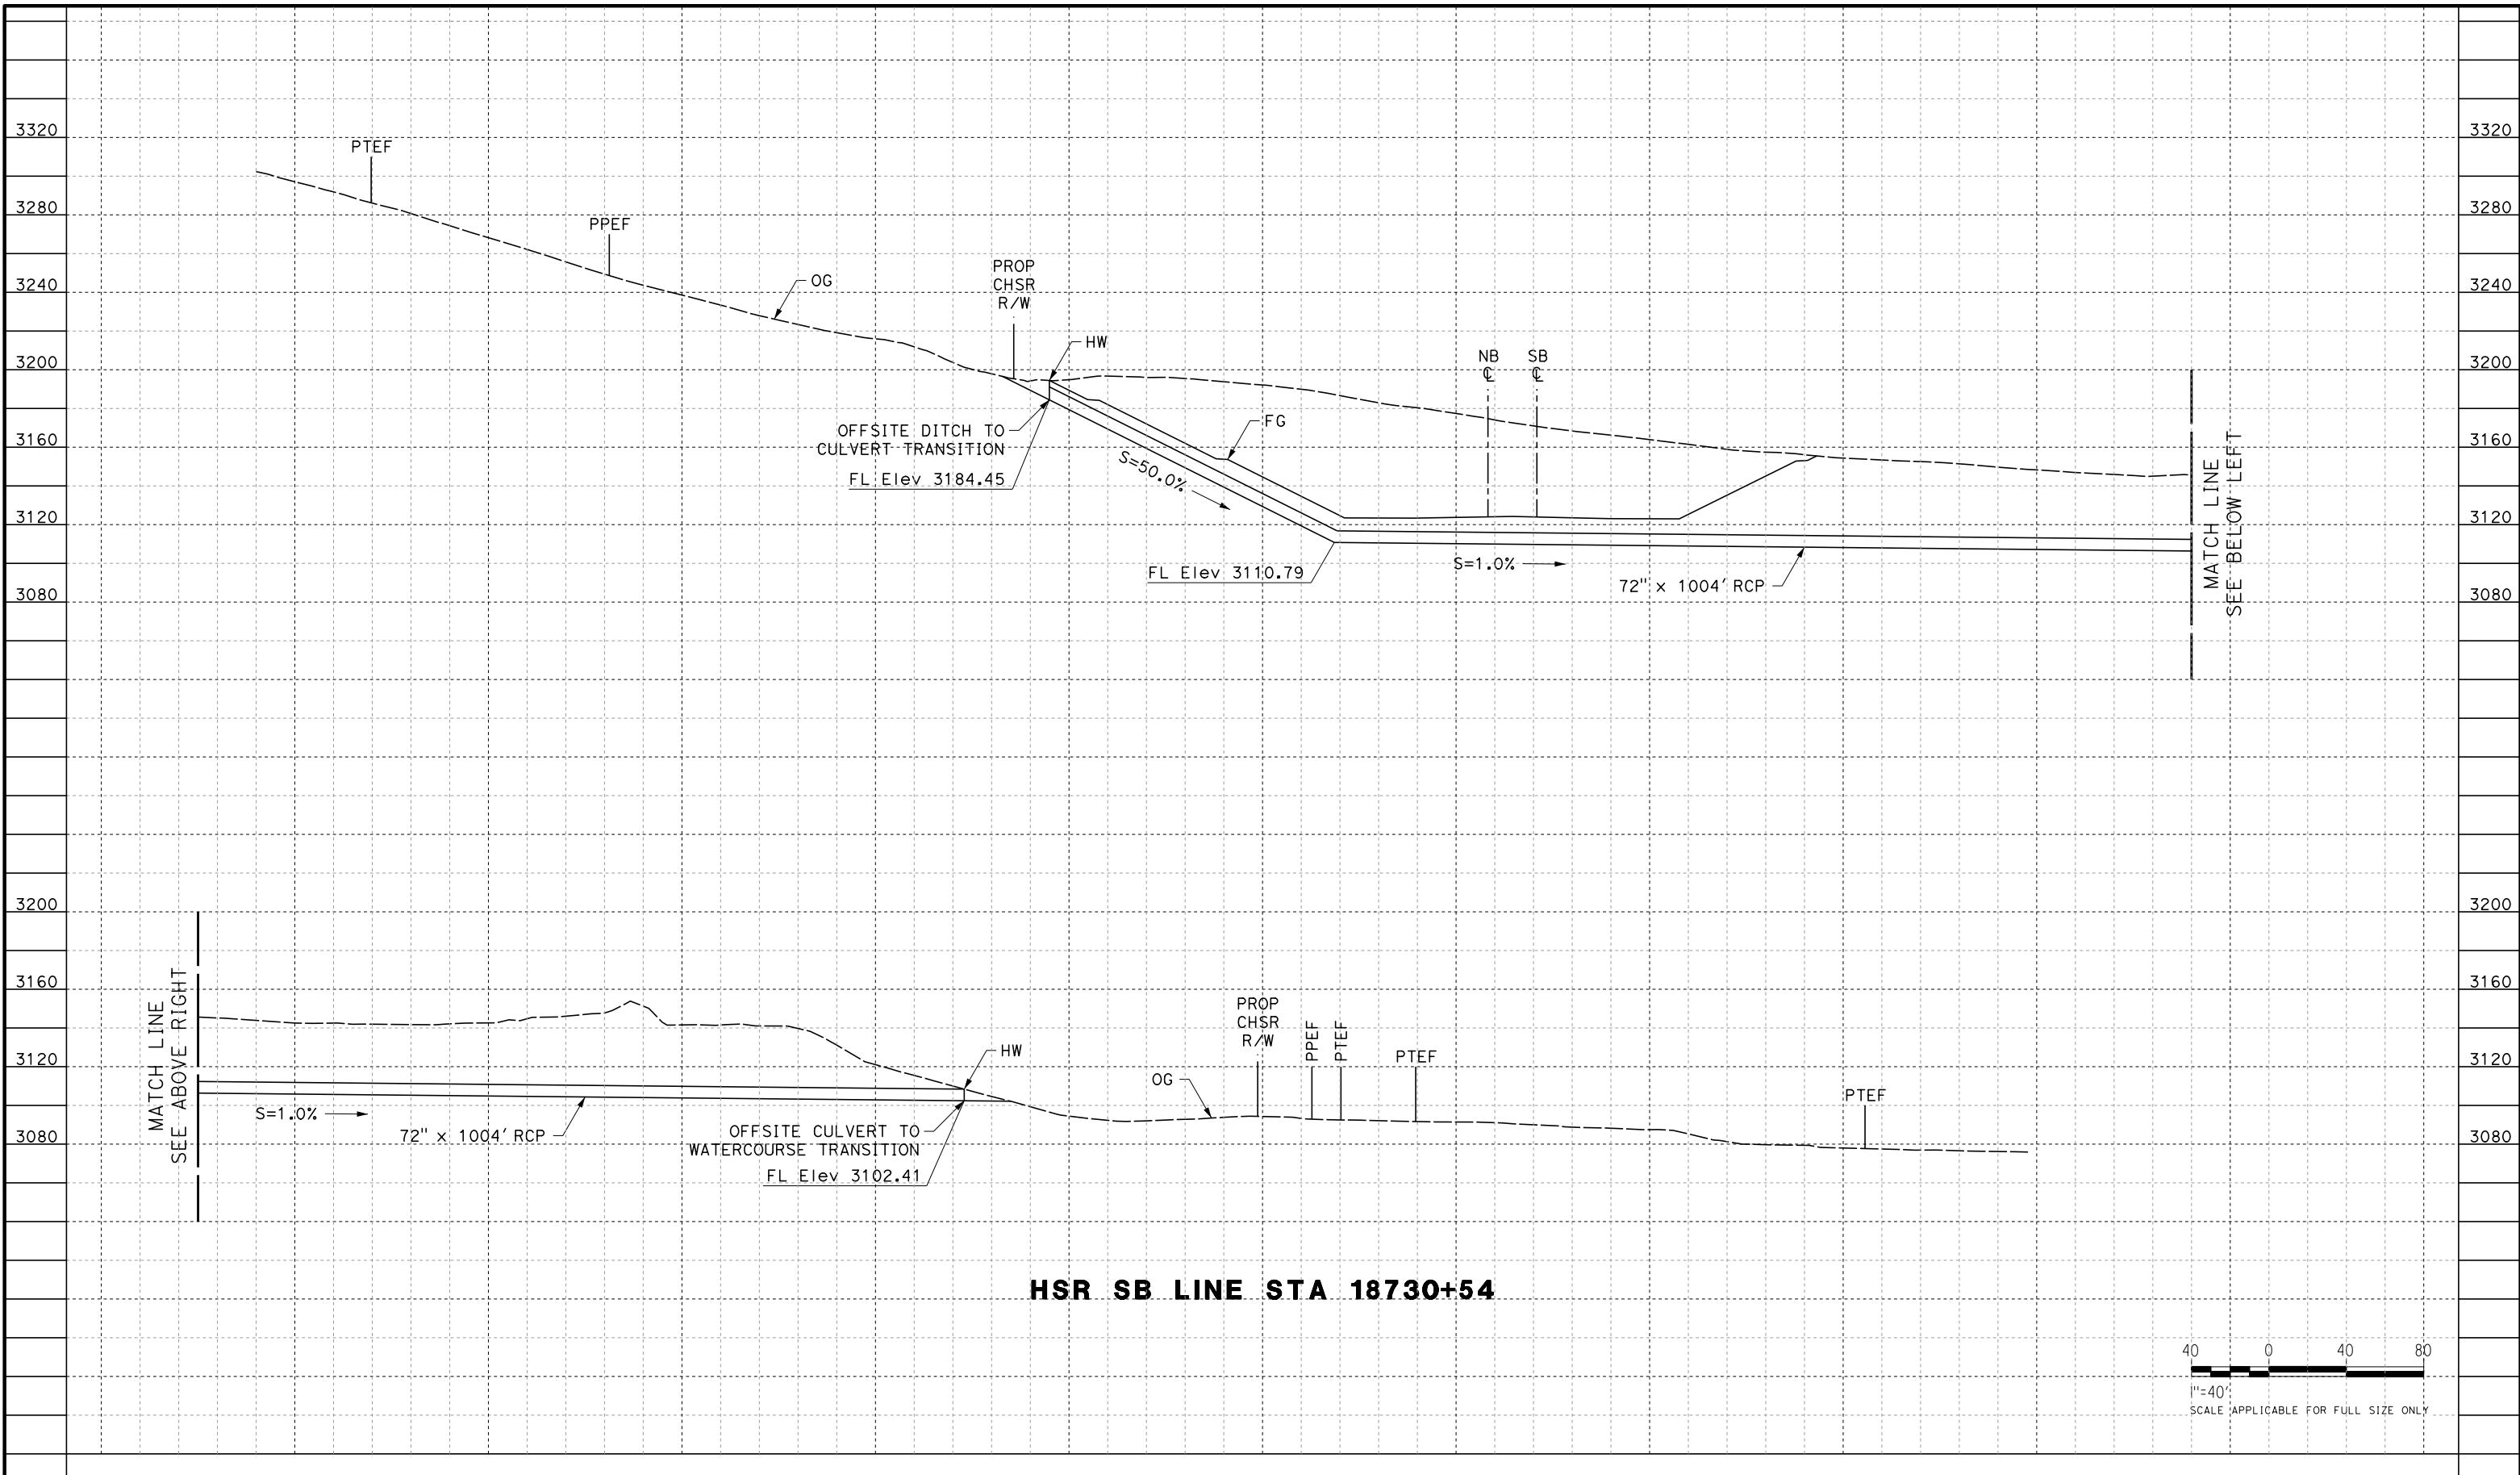 3320
3280
3240
3200
3160
3120
3080
3320
3280
3240
3200
3160
3120
3080
PTEF
PPEF
OG
PROP
CHSR
R/W
HW
NB
℄
SB
℄
FG
OFFSITE DITCH TO
CULVERT TRANSITION
FL Elev 3184.45
S=50.0%
FL Elev 3110.79
S=1.0%
72" x 1004' RCP
MATCH LINE
SEE BELOW LEFT
3200
3160
3120
3080
3200
3160
3120
3080
MATCH LINE
SEE ABOVE RIGHT
S=1.0%
72" x 1004' RCP
HW
OFFSITE CULVERT TO
WATERCOURSE TRANSITION
FL Elev 3102.41
OG
PROP
CHSR
R/W
PPEF
PTEF
PTEF
PTEF
HSR SB LINE STA 18730+54
40 0 40 80
1"=40'
SCALE APPLICABLE FOR FULL SIZE ONLY